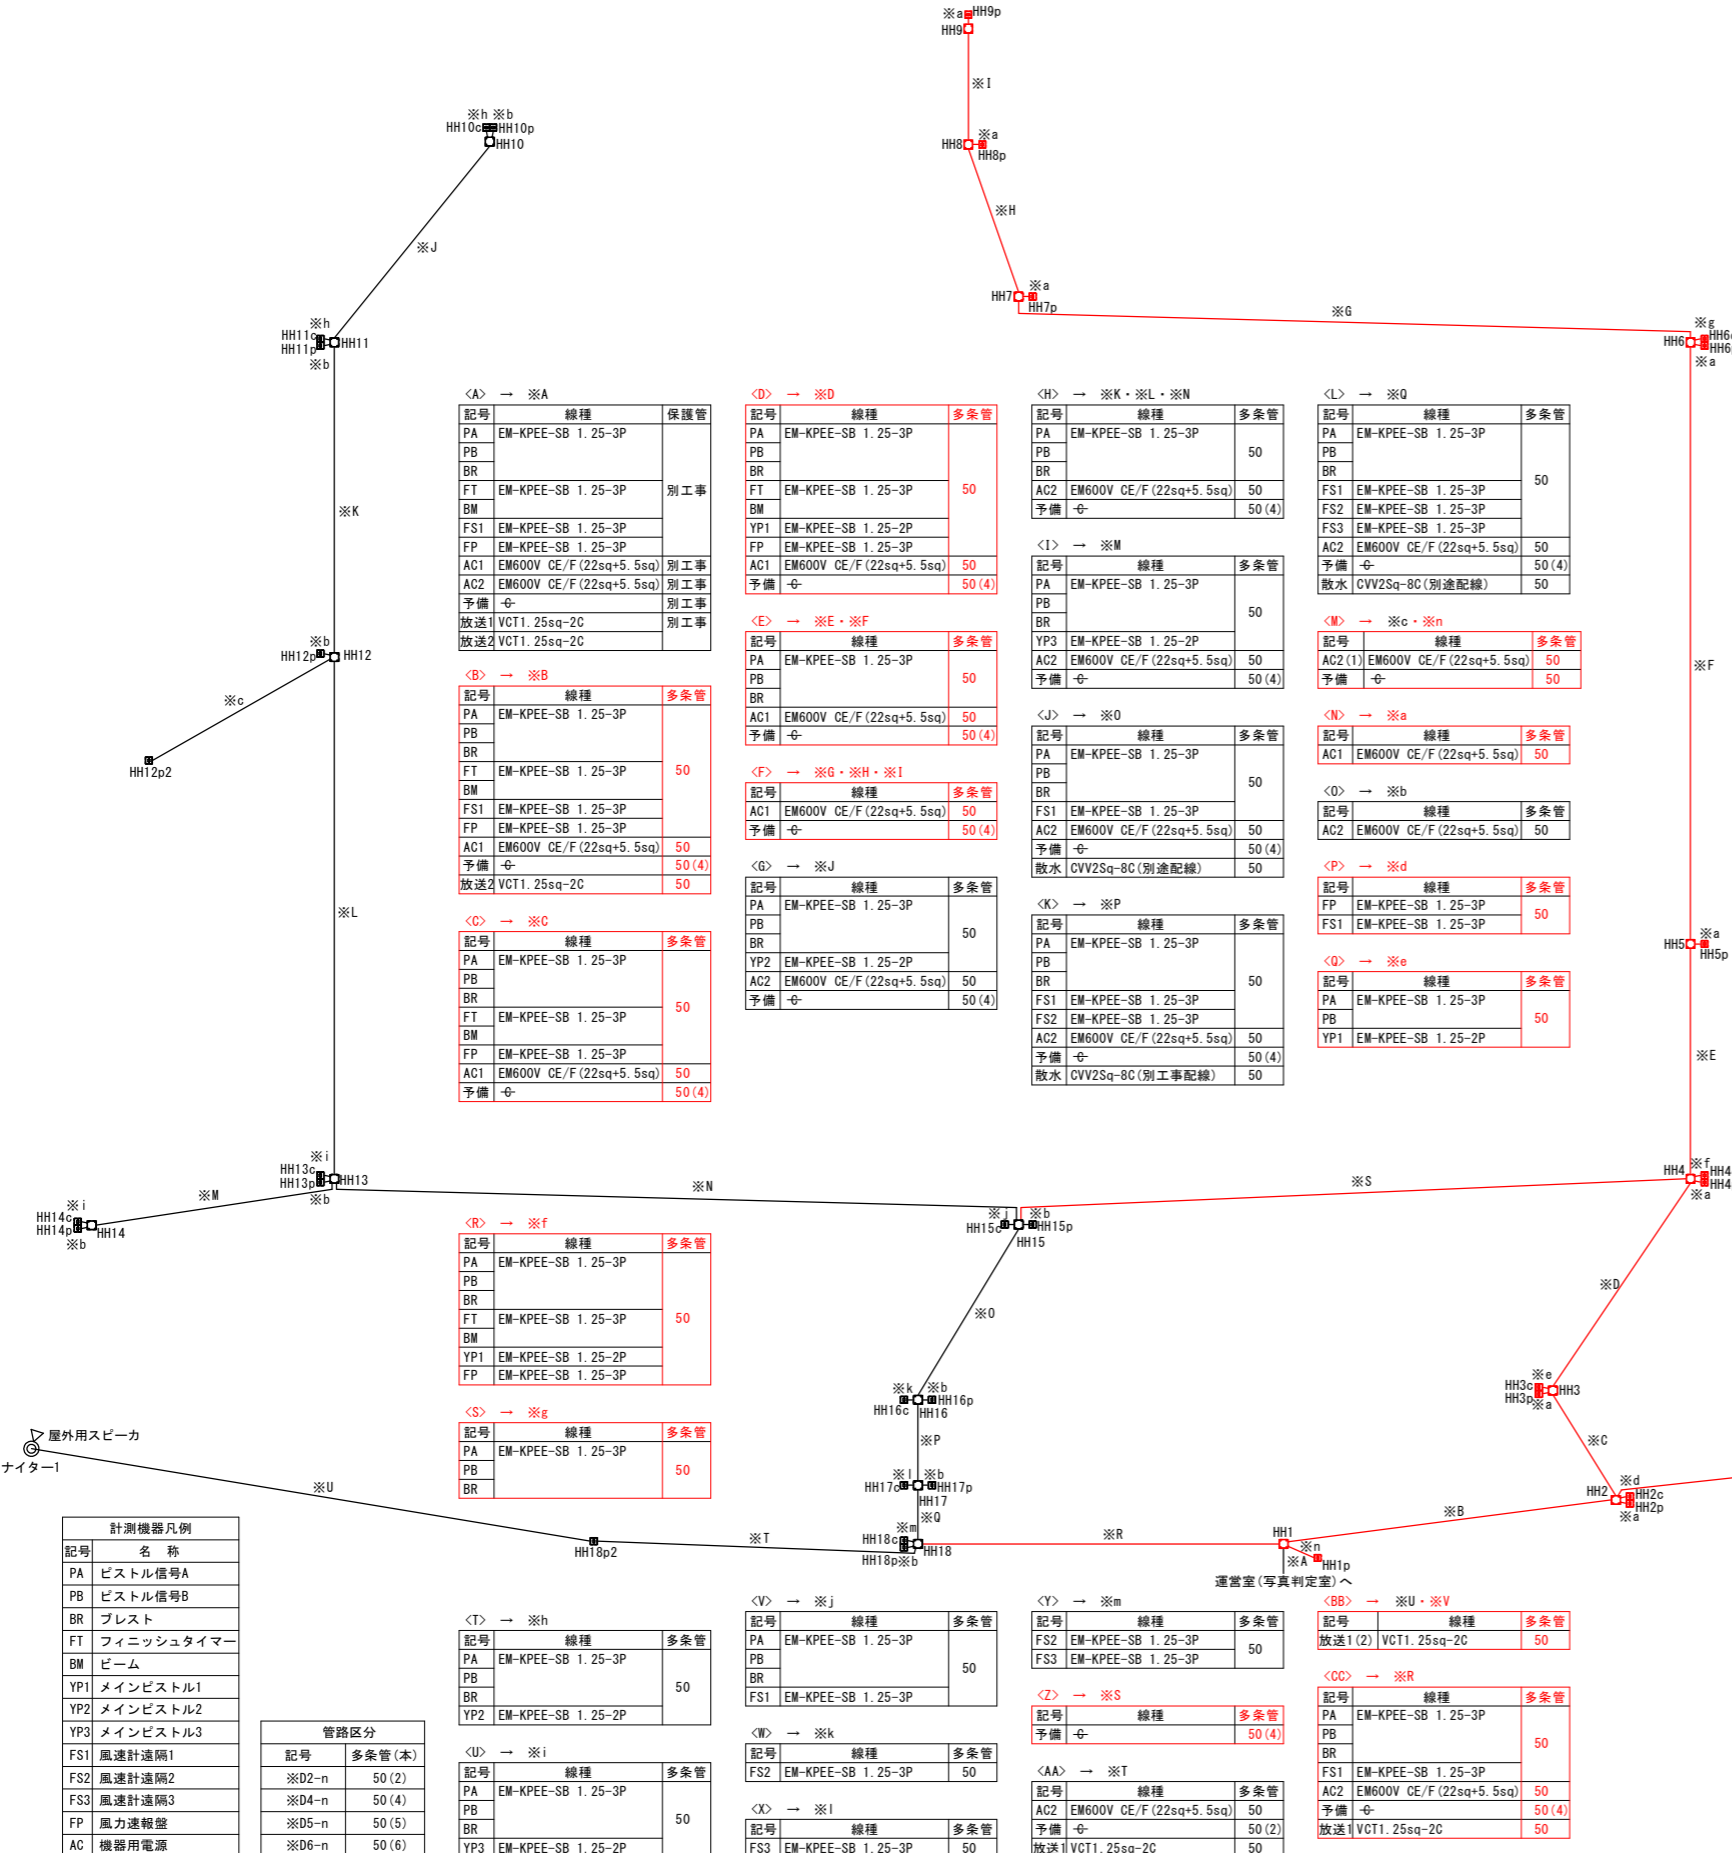 ※a HH9p
HH9
※I
※h ※b
HH10c HH10p
HH10
※a
HH8
HH8p
※H
※J
※a
HH7
HH7p
※G
※h
HH11c
HH11p
HH11
※b
※g
HH6
※a
※K
※b
HH12p
HH12
※c
HH12p2
※L
※F
※a
HH5
HH5p
※E
<A> → ※A
記号 線種 保護管
PA EM-KPEE-SB 1.25-3P
PB
BR
FT EM-KPEE-SB 1.25-3P 別工事
BM
FS1 EM-KPEE-SB 1.25-3P
FP EM-KPEE-SB 1.25-3P
AC1 EM600V CE/F(22sq+5.5sq) 別工事
AC2 EM600V CE/F(22sq+5.5sq) 別工事
予備 C 別工事
放送1 VCT1.25sq-2C 別工事
放送2 VCT1.25sq-2C
<B> → ※B
記号 線種 多条管
PA EM-KPEE-SB 1.25-3P
PB
BR
FT EM-KPEE-SB 1.25-3P 50
BM
FS1 EM-KPEE-SB 1.25-3P
FP EM-KPEE-SB 1.25-3P
AC1 EM600V CE/F(22sq+5.5sq) 50
予備 C 50(4)
放送2 VCT1.25sq-2C 50
<C> → ※C
記号 線種 多条管
PA EM-KPEE-SB 1.25-3P
PB
BR
FT EM-KPEE-SB 1.25-3P 50
BM
FP EM-KPEE-SB 1.25-3P
AC1 EM600V CE/F(22sq+5.5sq) 50
予備 C 50(4)
<D> → ※D
記号 線種 多条管
PA EM-KPEE-SB 1.25-3P
PB
BR
FT EM-KPEE-SB 1.25-3P 50
BM
YP1 EM-KPEE-SB 1.25-2P
FP EM-KPEE-SB 1.25-3P
AC1 EM600V CE/F(22sq+5.5sq) 50
予備 C 50(4)
<E> → ※E・※F
記号 線種 多条管
PA EM-KPEE-SB 1.25-3P
PB 50
BR
AC1 EM600V CE/F(22sq+5.5sq) 50
予備 C 50(4)
<F> → ※G・※H・※I
記号 線種 多条管
AC1 EM600V CE/F(22sq+5.5sq) 50
予備 C 50(4)
<G> → ※J
記号 線種 多条管
PA EM-KPEE-SB 1.25-3P
PB 50
BR
YP2 EM-KPEE-SB 1.25-2P
AC2 EM600V CE/F(22sq+5.5sq) 50
予備 C 50(4)
<H> → ※K・※L・※N
記号 線種 多条管
PA EM-KPEE-SB 1.25-3P
PB 50
BR
AC2 EM600V CE/F(22sq+5.5sq) 50
予備 C 50(4)
<I> → ※M
記号 線種 多条管
PA EM-KPEE-SB 1.25-3P
PB 50
BR
YP3 EM-KPEE-SB 1.25-2P
AC2 EM600V CE/F(22sq+5.5sq) 50
予備 C 50(4)
<J> → ※O
記号 線種 多条管
PA EM-KPEE-SB 1.25-3P
PB 50
BR
FS1 EM-KPEE-SB 1.25-3P
AC2 EM600V CE/F(22sq+5.5sq) 50
予備 C 50(4)
散水 CVV2Sq-8C(別途配線) 50
<K> → ※P
記号 線種 多条管
PA EM-KPEE-SB 1.25-3P
PB
BR 50
FS1 EM-KPEE-SB 1.25-3P
FS2 EM-KPEE-SB 1.25-3P
AC2 EM600V CE/F(22sq+5.5sq) 50
予備 C 50(4)
散水 CVV2Sq-8C(別工事配線) 50
<L> → ※Q
記号 線種 多条管
PA EM-KPEE-SB 1.25-3P
PB
BR 50
FS1 EM-KPEE-SB 1.25-3P
FS2 EM-KPEE-SB 1.25-3P
FS3 EM-KPEE-SB 1.25-3P
AC2 EM600V CE/F(22sq+5.5sq) 50
予備 C 50(4)
散水 CVV2Sq-8C(別途配線) 50
<M> → ※c・※n
記号 線種 多条管
AC2(1) EM600V CE/F(22sq+5.5sq) 50
予備 C 50
<N> → ※a
記号 線種 多条管
AC1 EM600V CE/F(22sq+5.5sq) 50
<O> → ※b
記号 線種 多条管
AC2 EM600V CE/F(22sq+5.5sq) 50
<P> → ※d
記号 線種 多条管
FP EM-KPEE-SB 1.25-3P 50
FS1 EM-KPEE-SB 1.25-3P
<Q> → ※e
記号 線種 多条管
PA EM-KPEE-SB 1.25-3P
PB 50
YP1 EM-KPEE-SB 1.25-2P
※i
HH13c
HH13p
HH13
※b
※M
※i
HH14c
HH14p
HH14
※b
※N
※S
※j ※b
HH15c HH15p
HH15
※f
HH4
※a
※D
※O
※e
HH3c
HH3p
HH3
※a
※k ※b
HH16c HH16p
HH16
※P
※C
※l ※b
HH17c HH17p
HH17
※Q
※d
HH2 HH2c
HH2p
※a
※B
※m
HH18c
HH18p ※b
HH18
※R
HH1
※n
※A HH1p
運営室(写真判定室)へ
屋外用スピーカ
ナイター1
※U
HH18p2
※T
<R> → ※f
記号 線種 多条管
PA EM-KPEE-SB 1.25-3P
PB
BR
FT EM-KPEE-SB 1.25-3P 50
BM
YP1 EM-KPEE-SB 1.25-2P
FP EM-KPEE-SB 1.25-3P
<S> → ※g
記号 線種 多条管
PA EM-KPEE-SB 1.25-3P
PB 50
BR
計測機器凡例
記号 名 称
PA ピストル信号A
PB ピストル信号B
BR ブレスト
FT フィニッシュタイマー
BM ビーム
YP1 メインピストル1
YP2 メインピストル2
YP3 メインピストル3
FS1 風速計遠隔1
FS2 風速計遠隔2
FS3 風速計遠隔3
FP 風力速報盤
AC 機器用電源
管路区分
記号 多条管(本)
※D2-n 50(2)
※D4-n 50(4)
※D5-n 50(5)
※D6-n 50(6)
<T> → ※h
記号 線種 多条管
PA EM-KPEE-SB 1.25-3P
PB 50
BR
YP2 EM-KPEE-SB 1.25-2P
<U> → ※i
記号 線種 多条管
PA EM-KPEE-SB 1.25-3P
PB 50
BR
YP3 EM-KPEE-SB 1.25-2P
<V> → ※j
記号 線種 多条管
PA EM-KPEE-SB 1.25-3P
PB 50
BR
FS1 EM-KPEE-SB 1.25-3P
<W> → ※k
記号 線種 多条管
FS2 EM-KPEE-SB 1.25-3P 50
<X> → ※l
記号 線種 多条管
FS3 EM-KPEE-SB 1.25-3P 50
<Y> → ※m
記号 線種 多条管
FS2 EM-KPEE-SB 1.25-3P 50
FS3 EM-KPEE-SB 1.25-3P
<Z> → ※S
記号 線種 多条管
予備 C 50(4)
<AA> → ※T
記号 線種 多条管
AC2 EM600V CE/F(22sq+5.5sq) 50
予備 C 50(2)
放送1 VCT1.25sq-2C 50
<BB> → ※U・※V
記号 線種 多条管
放送1(2) VCT1.25sq-2C 50
<CC> → ※R
記号 線種 多条管
PA EM-KPEE-SB 1.25-3P
PB 50
BR
FS1 EM-KPEE-SB 1.25-3P
AC2 EM600V CE/F(22sq+5.5sq) 50
予備 C 50(4)
放送1 VCT1.25sq-2C 50